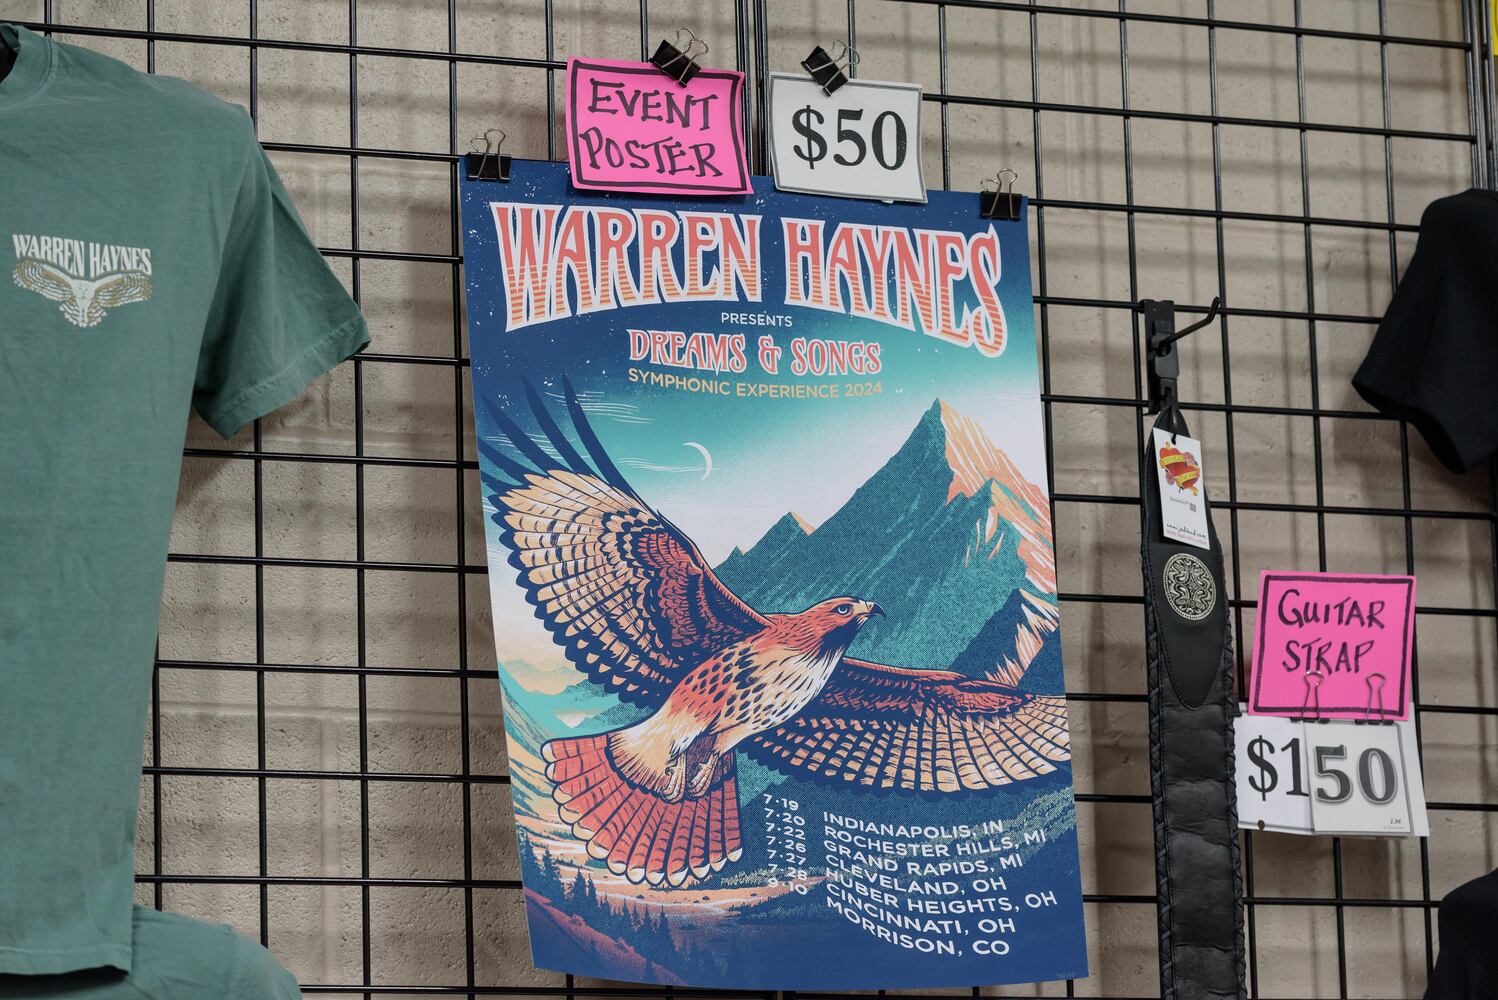 EVENT
POSTER
$50
WARREN HAYNES
WARREN HAYNES
PRESENTS
DREAMS & SONGS
SYMPHONIC EXPERIENCE 2024
7·19 INDIANAPOLIS, IN
7·20 ROCHESTER HILLS, MI
7·22 GRAND RAPIDS, MI
7·26 CLEVELAND, OH
7·27 HUBER HEIGHTS, OH
7·28 CINCINNATI, OH
9·10 MORRISON, CO
GUITAR
STRAP
$150
LM